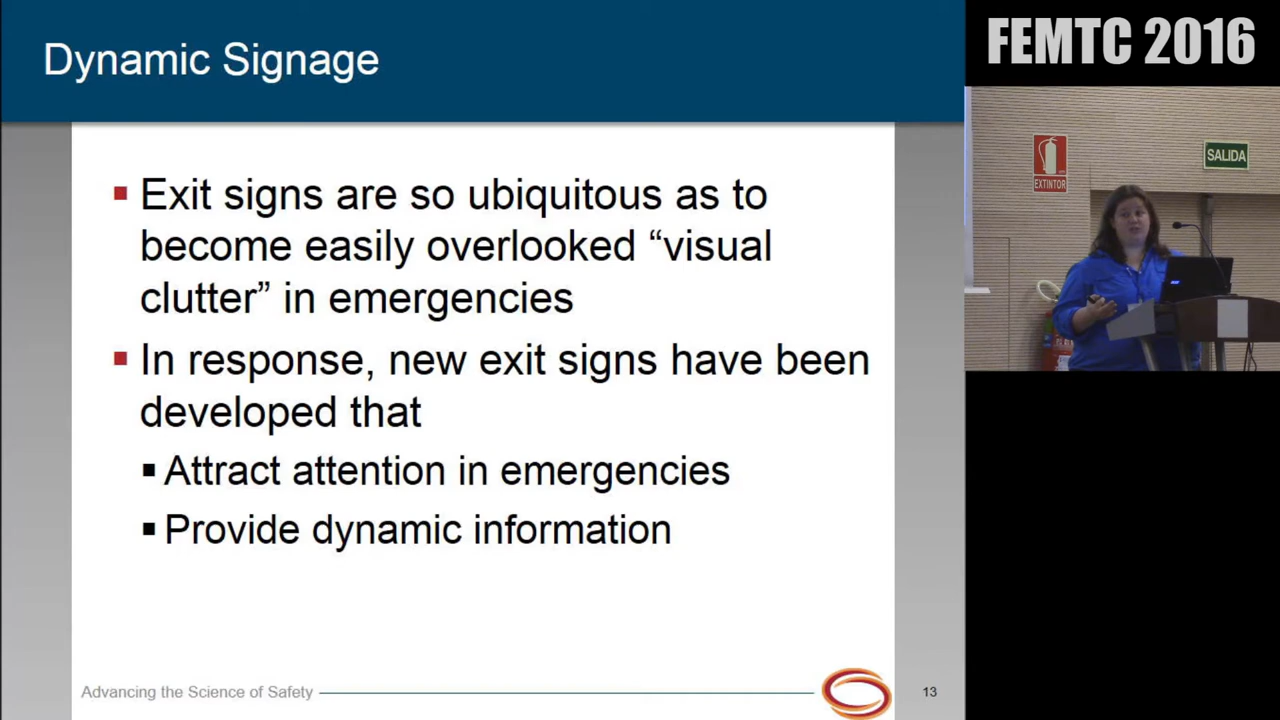 Dynamic Signage
FEMTC 2016
Exit signs are so ubiquitous as to
become easily overlooked “visual
clutter” in emergencies
In response, new exit signs have been
developed that
Attract attention in emergencies
Provide dynamic information
Advancing the Science of Safety
13
EXTINTOR
SALIDA